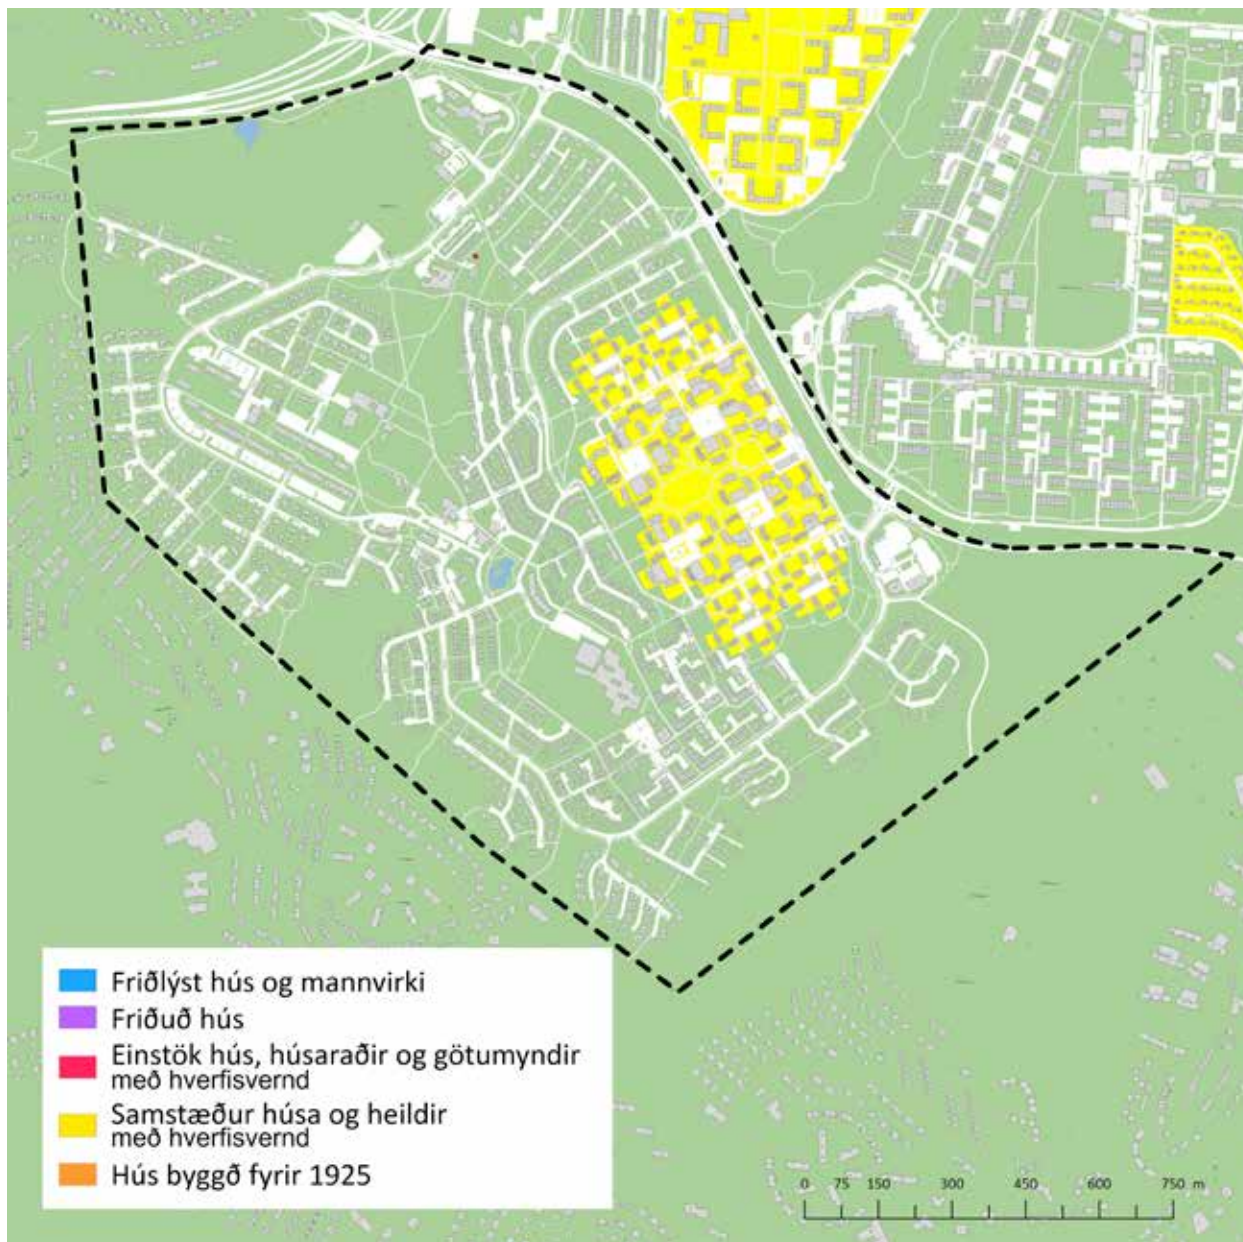 Friðlýst hús og mannvirki
Friðuð hús
Einstök hús, húsaraðir og götumyndir
með hverfisvernd
Samstæður húsa og heildir
með hverfisvernd
Hús byggð fyrir 1925
0 75 150 300 450 600 750 m